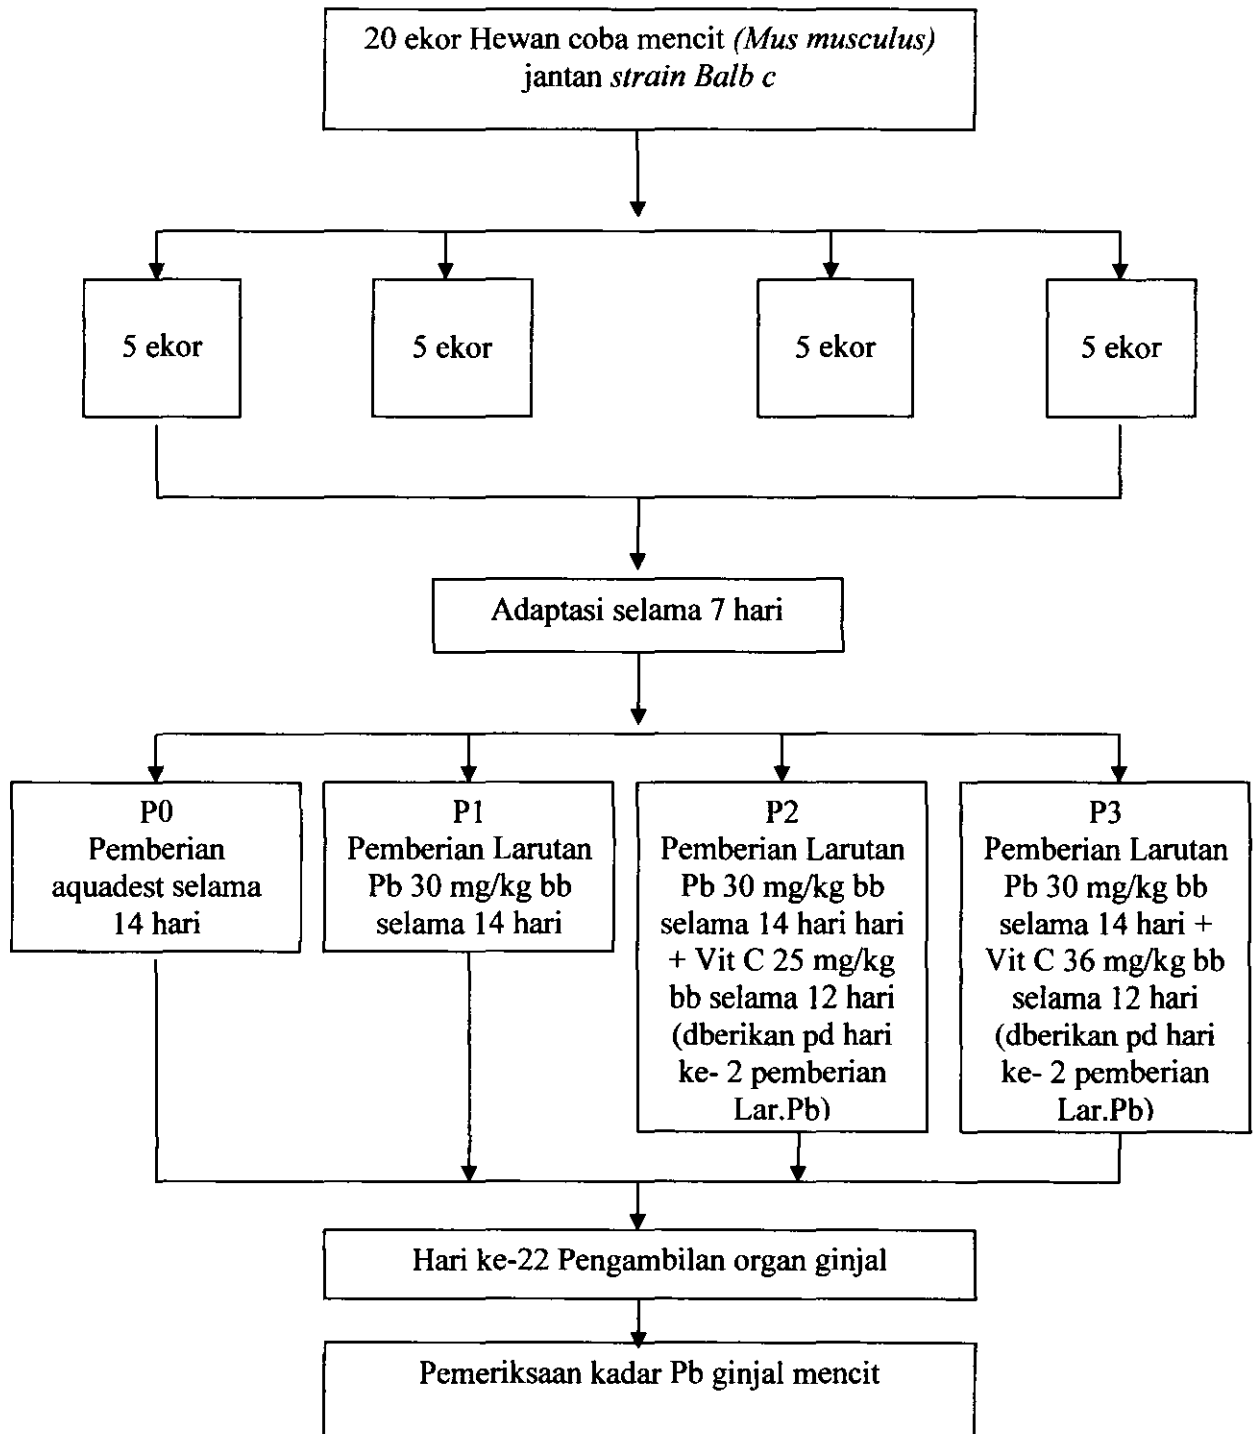 20 ekor Hewan coba mencit (Mus musculus)
jantan strain Balb c
5 ekor
5 ekor
5 ekor
5 ekor
Adaptasi selama 7 hari
P0
Pemberian
aquadest selama
14 hari
P1
Pemberian Larutan
Pb 30 mg/kg bb
selama 14 hari
P2
Pemberian Larutan
Pb 30 mg/kg bb
selama 14 hari hari
+ Vit C 25 mg/kg
bb selama 12 hari
(dberikan pd hari
ke- 2 pemberian
Lar.Pb)
P3
Pemberian Larutan
Pb 30 mg/kg bb
selama 14 hari +
Vit C 36 mg/kg bb
selama 12 hari
(dberikan pd hari
ke- 2 pemberian
Lar.Pb)
Hari ke-22 Pengambilan organ ginjal
Pemeriksaan kadar Pb ginjal mencit